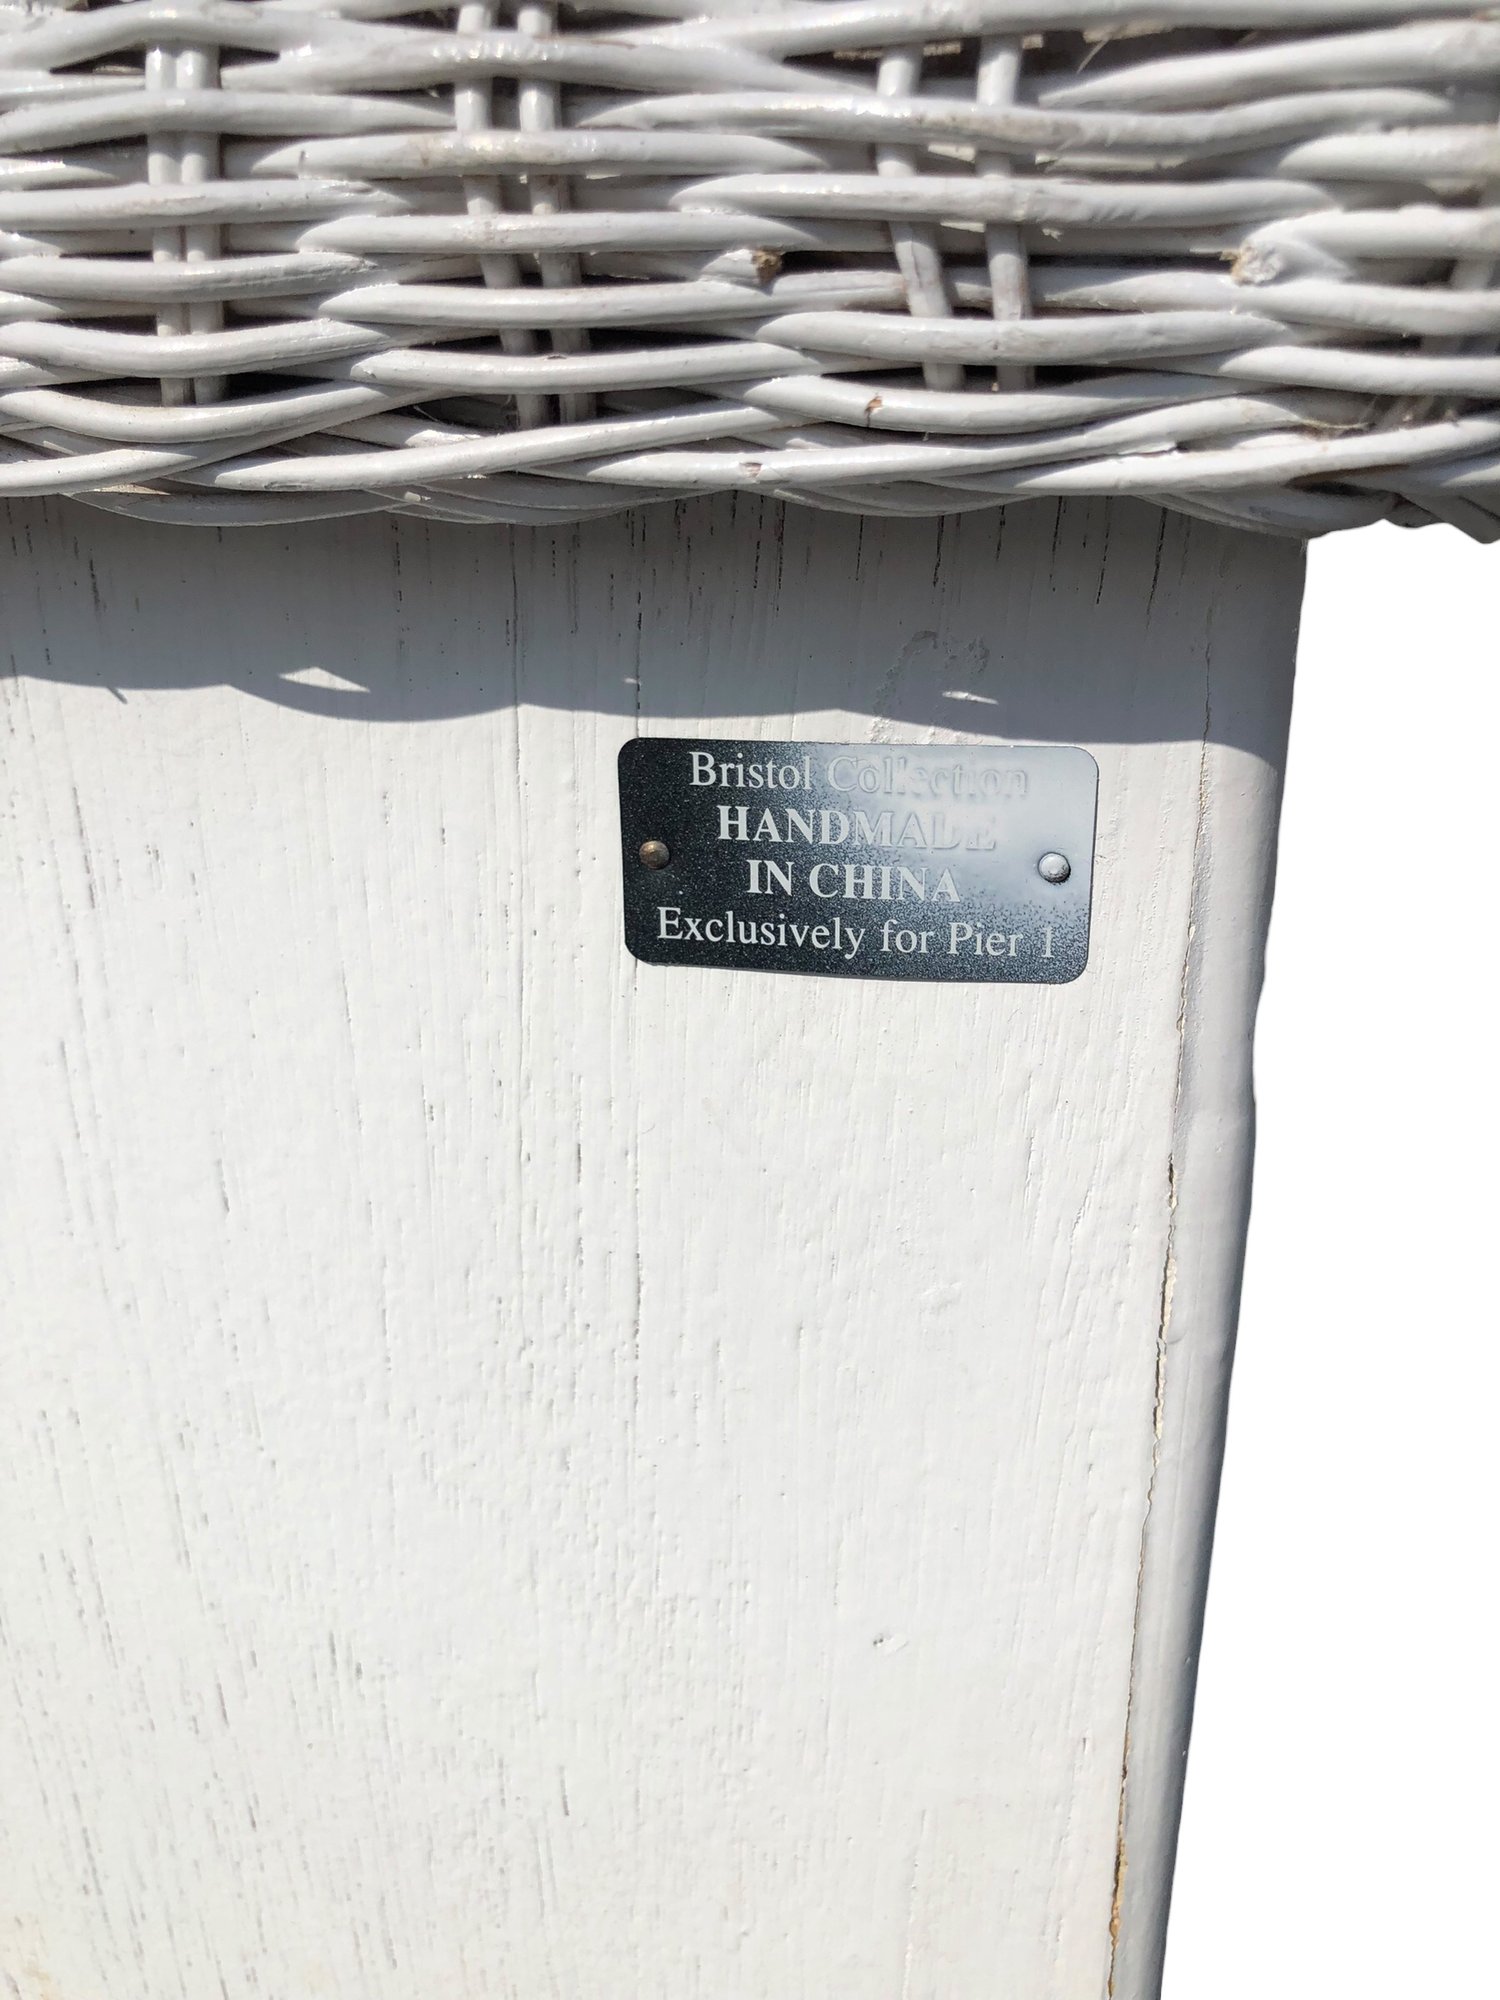 Bristol Collection
HANDMADE
IN CHINA
Exclusively for Pier 1